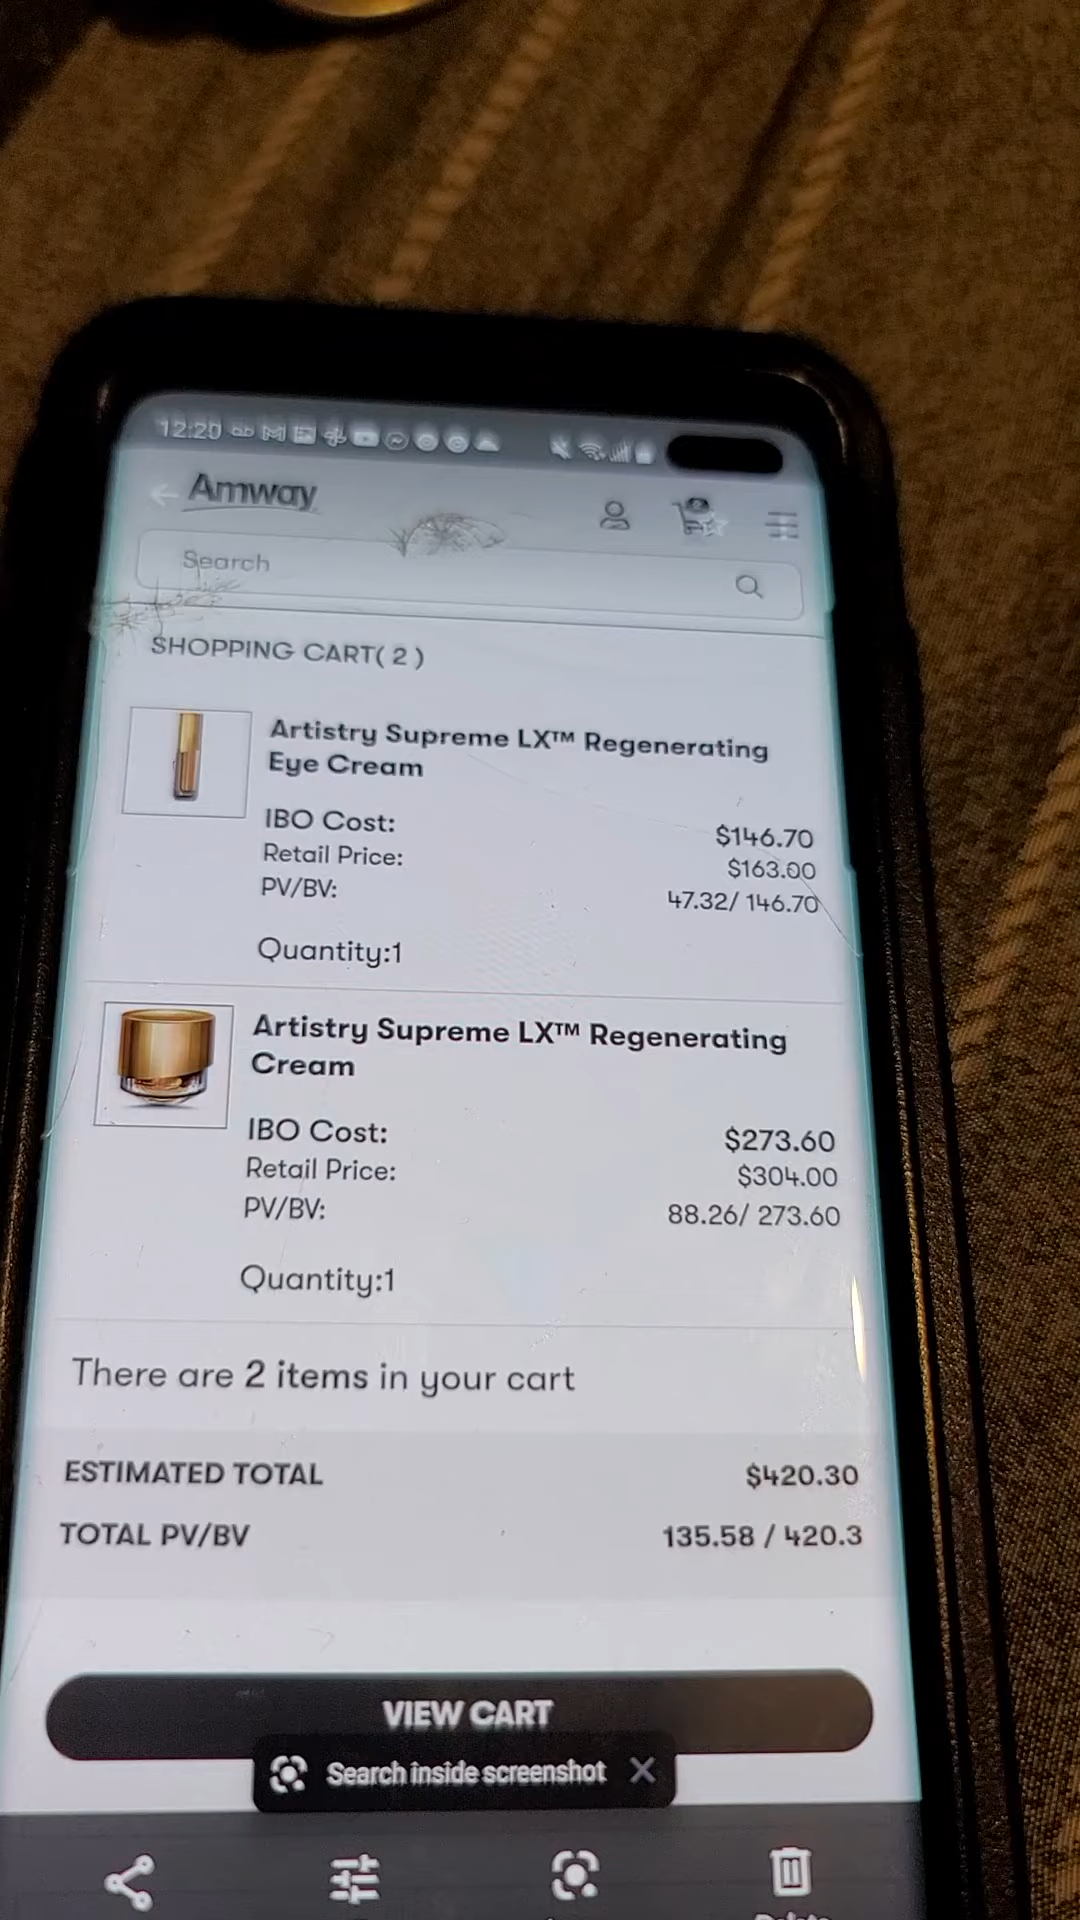 12:20
Amway
Search
SHOPPING CART( 2 )
Artistry Supreme LX™ Regenerating
Eye Cream
IBO Cost: $146.70
Retail Price: $163.00
PV/BV: 47.32/ 146.70
Quantity:1
Artistry Supreme LX™ Regenerating
Cream
IBO Cost: $273.60
Retail Price: $304.00
PV/BV: 88.26/ 273.60
Quantity:1
There are 2 items in your cart
ESTIMATED TOTAL $420.30
TOTAL PV/BV 135.58 / 420.3
VIEW CART
Search inside screenshot